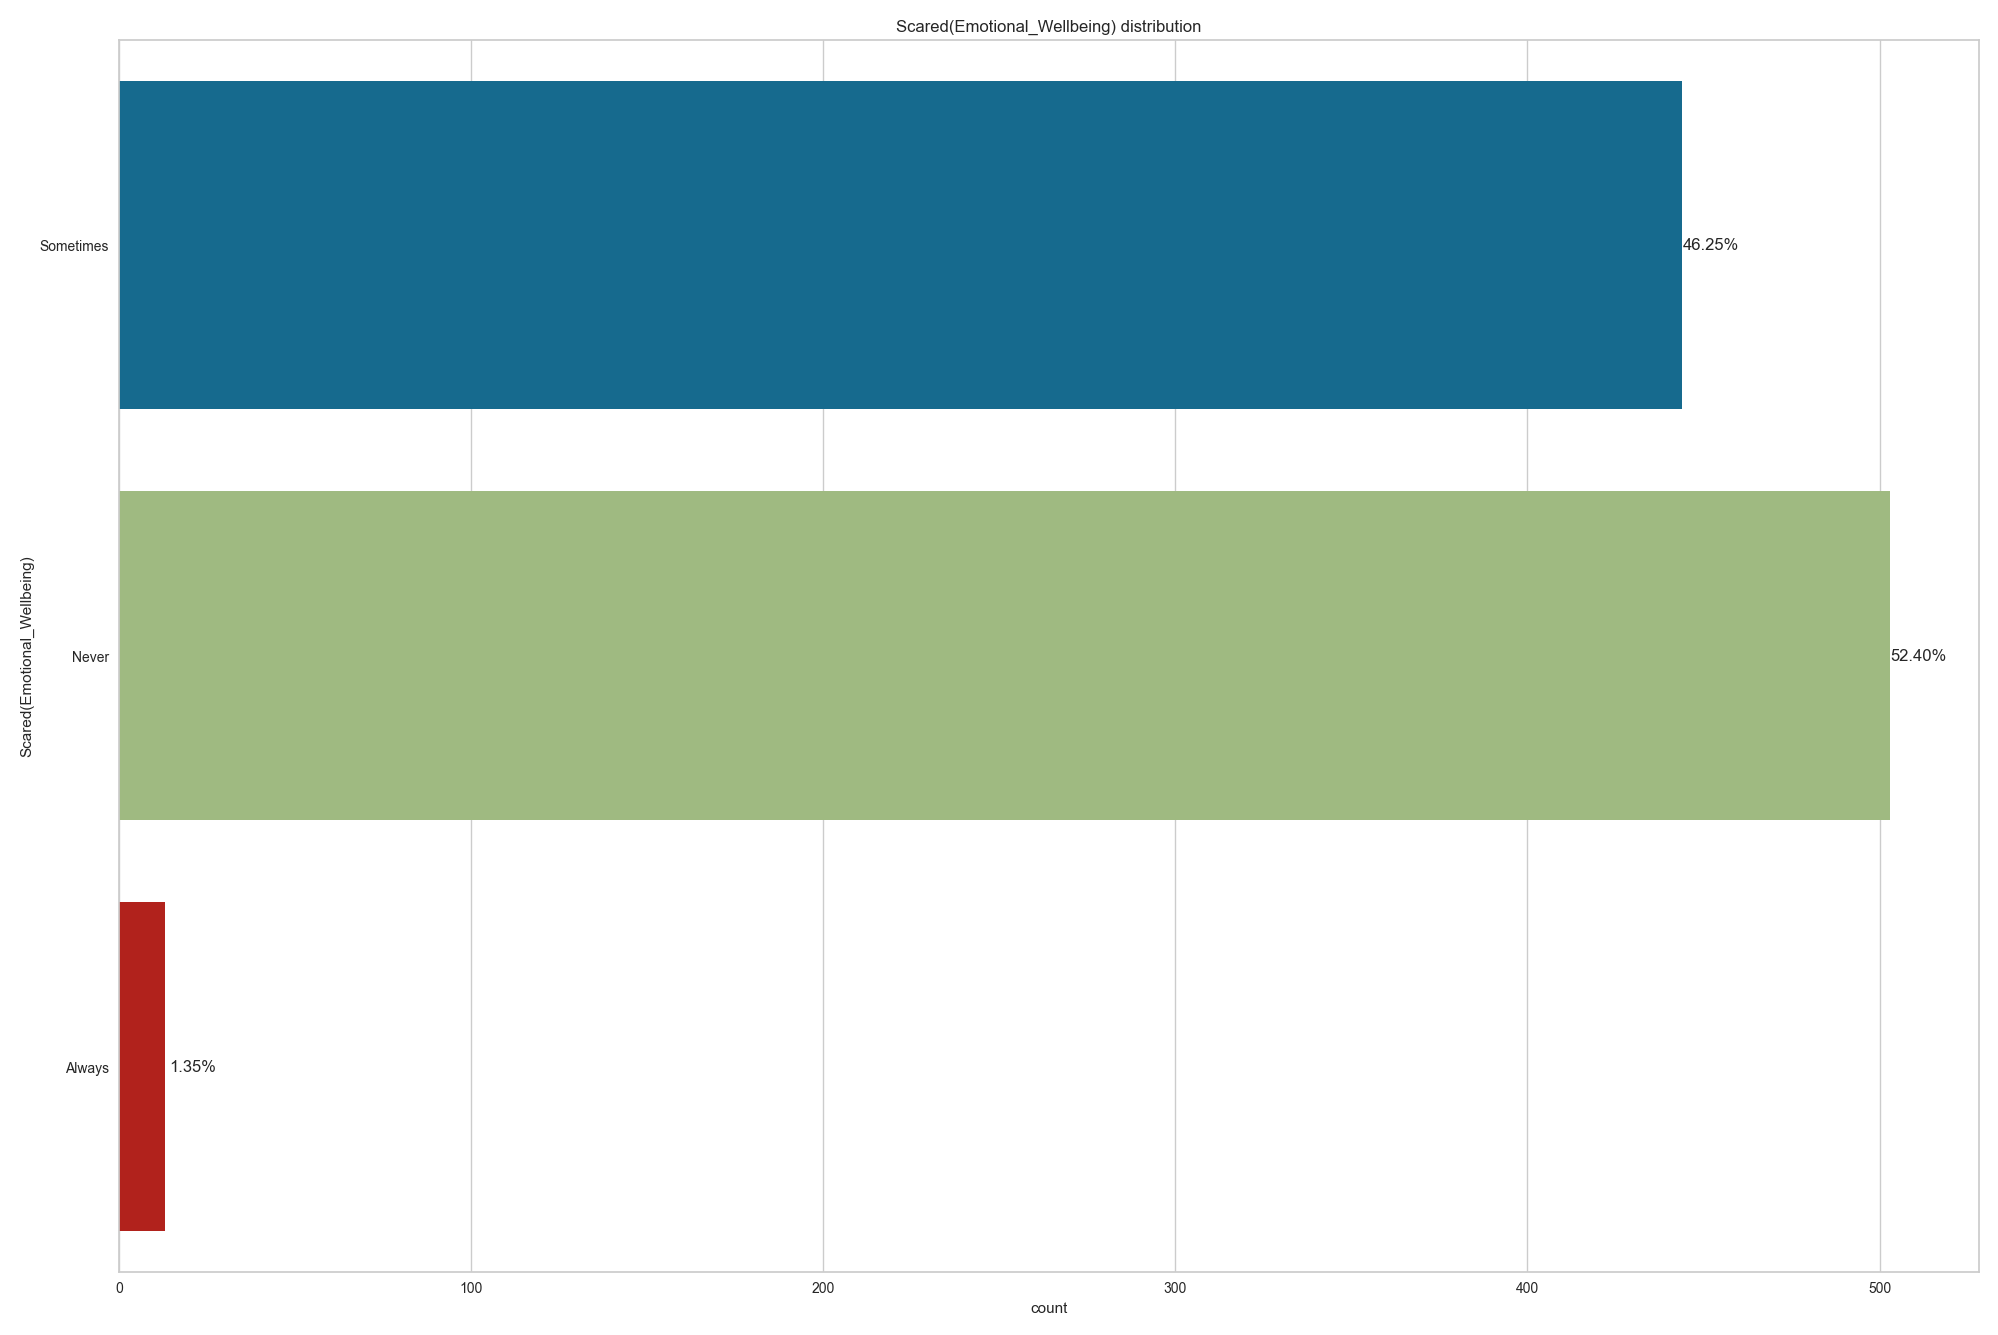 Scared(Emotional_Wellbeing) distribution
Sometimes
46.25%
Scared(Emotional_Wellbeing)
Never
52.40%
Always
1.35%
0 100 200 300 400 500
count